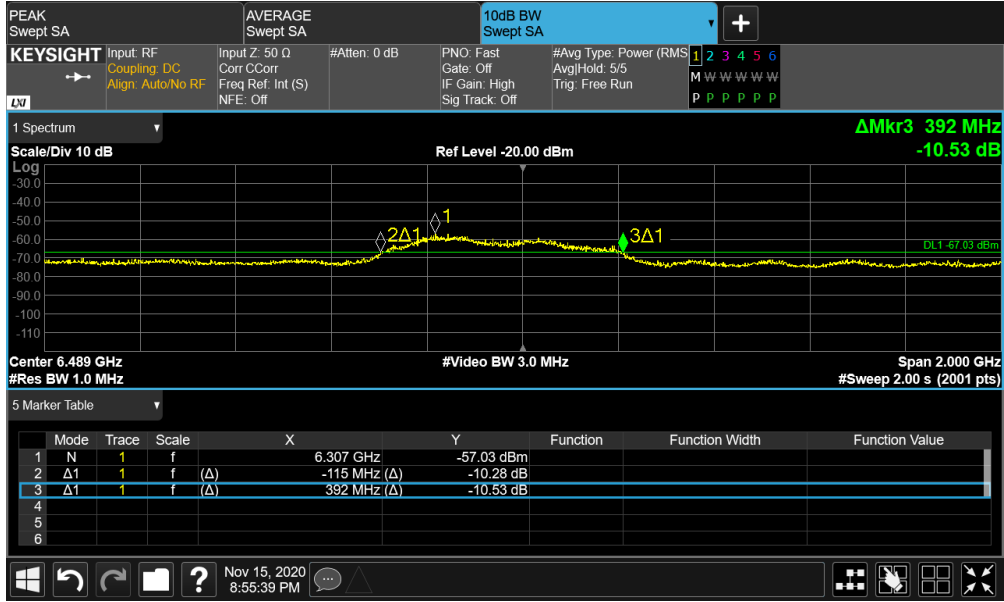 PEAK
Swept SA
AVERAGE
Swept SA
10dB BW
Swept SA
+
KEYSIGHT
LXI
Input: RF
Coupling: DC
Align: Auto/No RF
Input Z: 50 Ω
Corr CCorr
Freq Ref: Int (S)
NFE: Off
#Atten: 0 dB
PNO: Fast
Gate: Off
IF Gain: High
Sig Track: Off
#Avg Type: Power (RMS
Avg|Hold: 5/5
Trig: Free Run
1 2 3 4 5 6
M W W W W W
P P P P P P
1 Spectrum
ΔMkr3 392 MHz
-10.53 dB
Scale/Div 10 dB
Ref Level -20.00 dBm
Log
-30.0
-40.0
-50.0
-60.0
-70.0
-80.0
-90.0
-100
-110
2Δ1
1
3Δ1
DL1 -67.03 dBm
Center 6.489 GHz
#Video BW 3.0 MHz
Span 2.000 GHz
#Res BW 1.0 MHz
#Sweep 2.00 s (2001 pts)
5 Marker Table
Mode Trace Scale X Y Function Function Width Function Value
1 N 1 f 6.307 GHz -57.03 dBm
2 Δ1 1 f (Δ) -115 MHz (Δ) -10.28 dB
3 Δ1 1 f (Δ) 392 MHz (Δ) -10.53 dB
4
5
6
?
Nov 15, 2020
8:55:39 PM